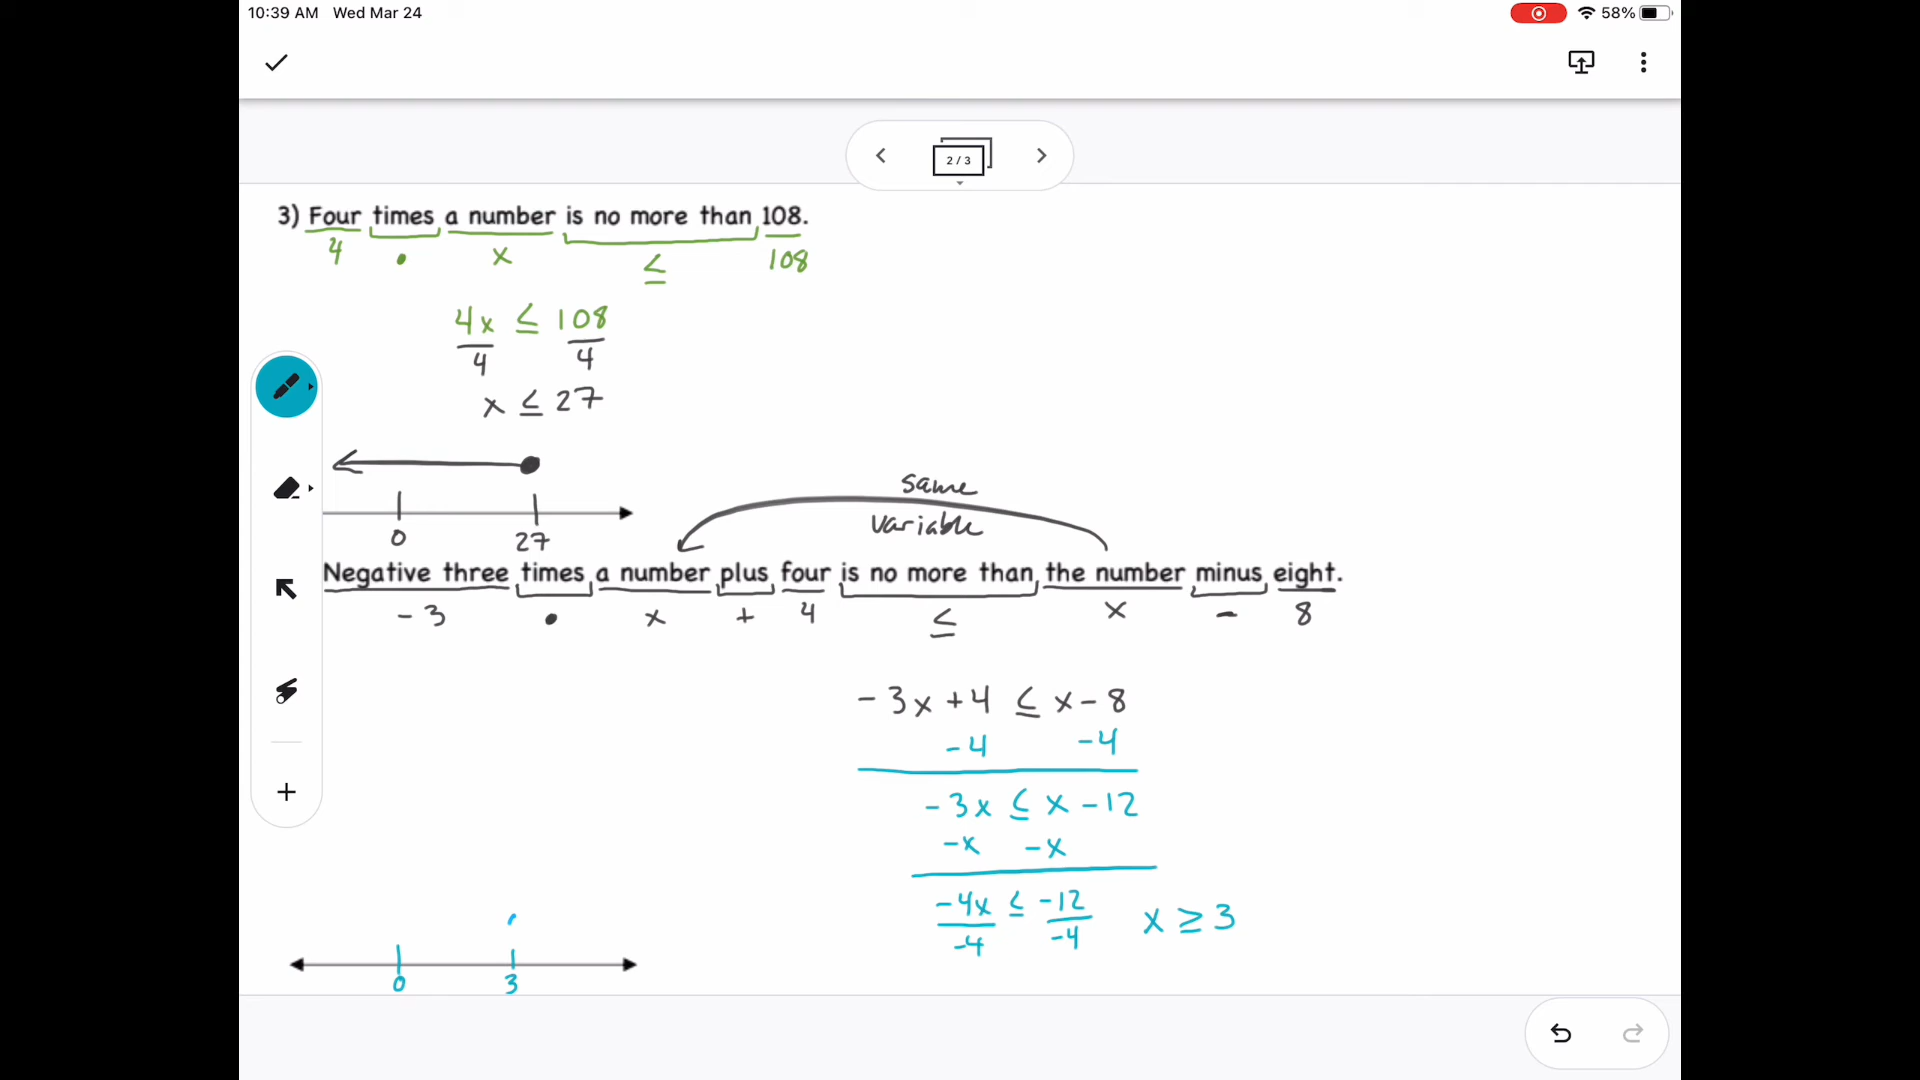 10:39 AM Wed Mar 24
58%
2 / 3
3) Four times a number is no more than 108.
4 • x ≤ 108
4x ≤ 108
4 4
x ≤ 27
0 27
same
variable
Negative three times a number plus four is no more than the number minus eight.
-3 • x + 4 ≤ x - 8
-3x +4 ≤ x - 8
-4 -4
-3x ≤ x -12
-x -x
-4x ≤ -12 x ≥ 3
-4 -4
0 3